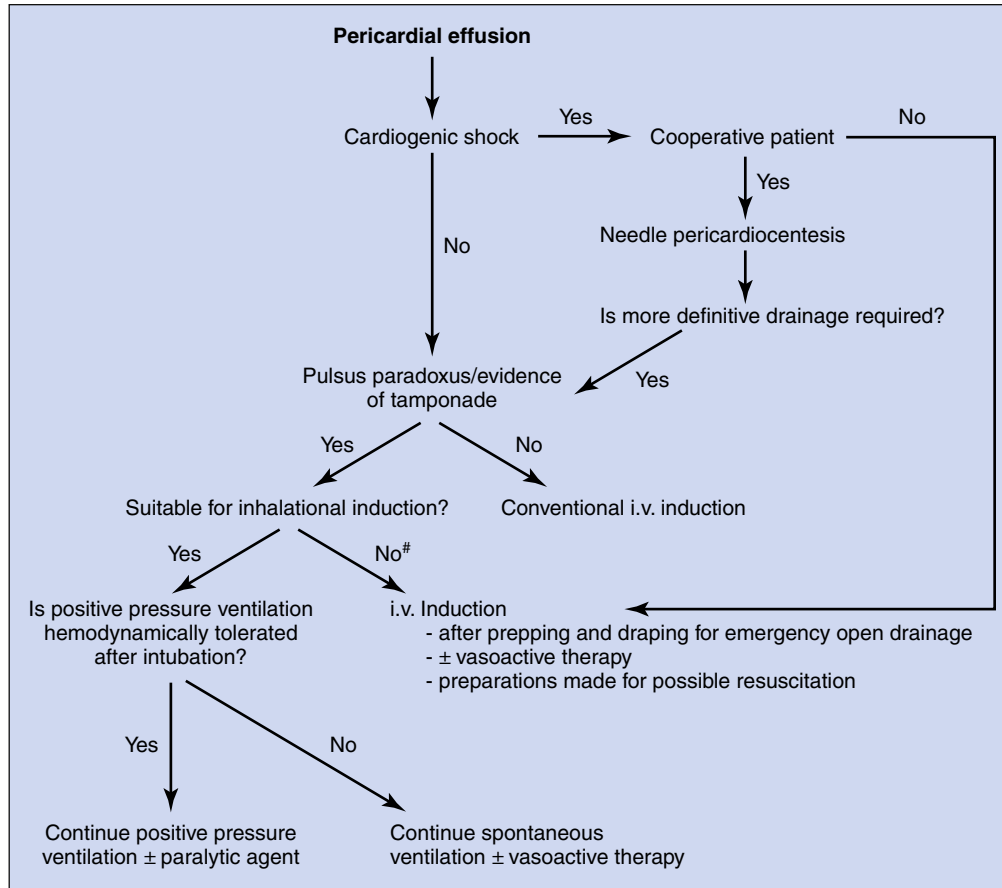 Pericardial effusion
Yes
No
Cardiogenic shock
Cooperative patient
Yes
No
Needle pericardiocentesis
Is more definitive drainage required?
Pulsus paradoxus/evidence
of tamponade
Yes
Yes
No
Suitable for inhalational induction?
Conventional i.v. induction
Yes
No#
Is positive pressure ventilation
hemodynamically tolerated
after intubation?
i.v. Induction
- after prepping and draping for emergency open drainage
- ± vasoactive therapy
- preparations made for possible resuscitation
Yes
No
Continue positive pressure
ventilation ± paralytic agent
Continue spontaneous
ventilation ± vasoactive therapy